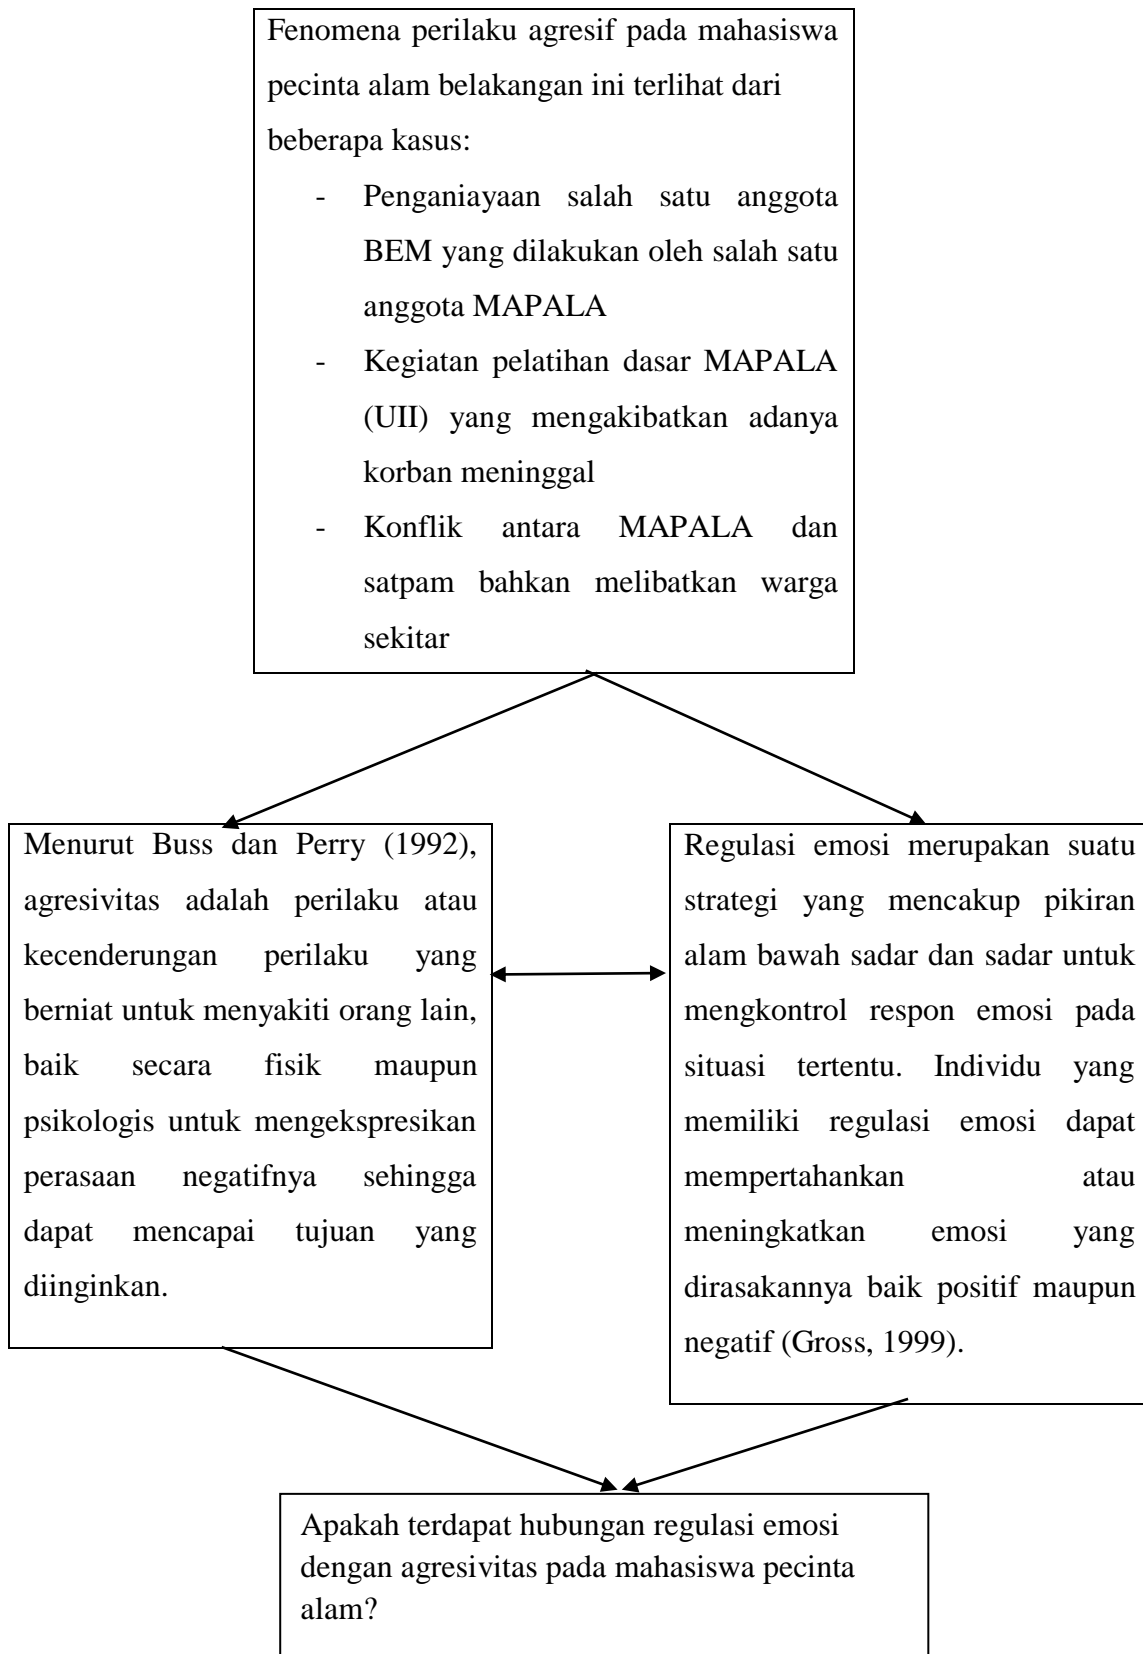 Fenomena perilaku agresif pada mahasiswa
pecinta alam belakangan ini terlihat dari
beberapa kasus:
- Penganiayaan salah satu anggota
BEM yang dilakukan oleh salah satu
anggota MAPALA
- Kegiatan pelatihan dasar MAPALA
(UII) yang mengakibatkan adanya
korban meninggal
- Konflik antara MAPALA dan
satpam bahkan melibatkan warga
sekitar
Menurut Buss dan Perry (1992),
agresivitas adalah perilaku atau
kecenderungan perilaku yang
berniat untuk menyakiti orang lain,
baik secara fisik maupun
psikologis untuk mengekspresikan
perasaan negatifnya sehingga
dapat mencapai tujuan yang
diinginkan.
Regulasi emosi merupakan suatu
strategi yang mencakup pikiran
alam bawah sadar dan sadar untuk
mengkontrol respon emosi pada
situasi tertentu. Individu yang
memiliki regulasi emosi dapat
mempertahankan atau
meningkatkan emosi yang
dirasakannya baik positif maupun
negatif (Gross, 1999).
Apakah terdapat hubungan regulasi emosi
dengan agresivitas pada mahasiswa pecinta
alam?